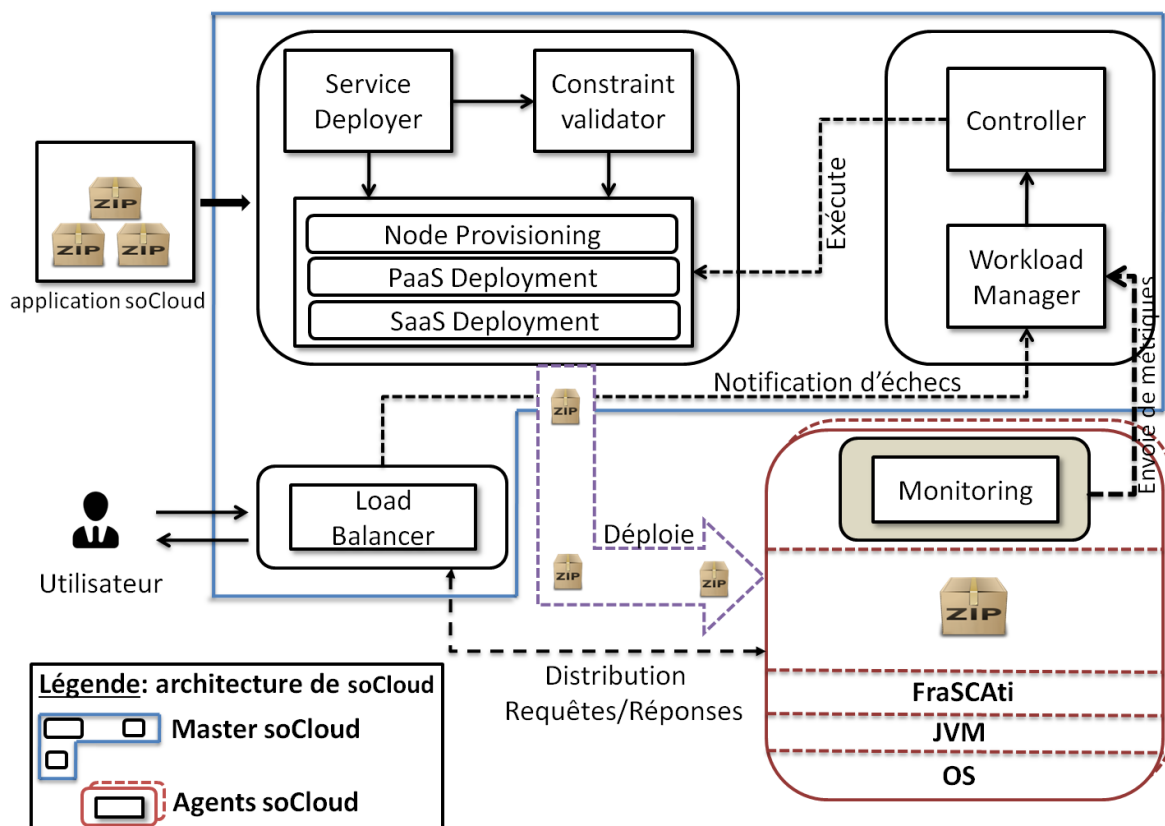 Service
Deployer
Constraint
validator
Controller
ZIP
ZIP
ZIP
application soCloud
Node Provisioning
PaaS Deployment
SaaS Deployment
Exécute
Workload
Manager
Envoie de métriques
Notification d'échecs
ZIP
Load
Balancer
Utilisateur
Déploie
ZIP
ZIP
Monitoring
ZIP
Distribution
Requêtes/Réponses
FraSCAti
JVM
OS
Légende: architecture de soCloud
Master soCloud
Agents soCloud